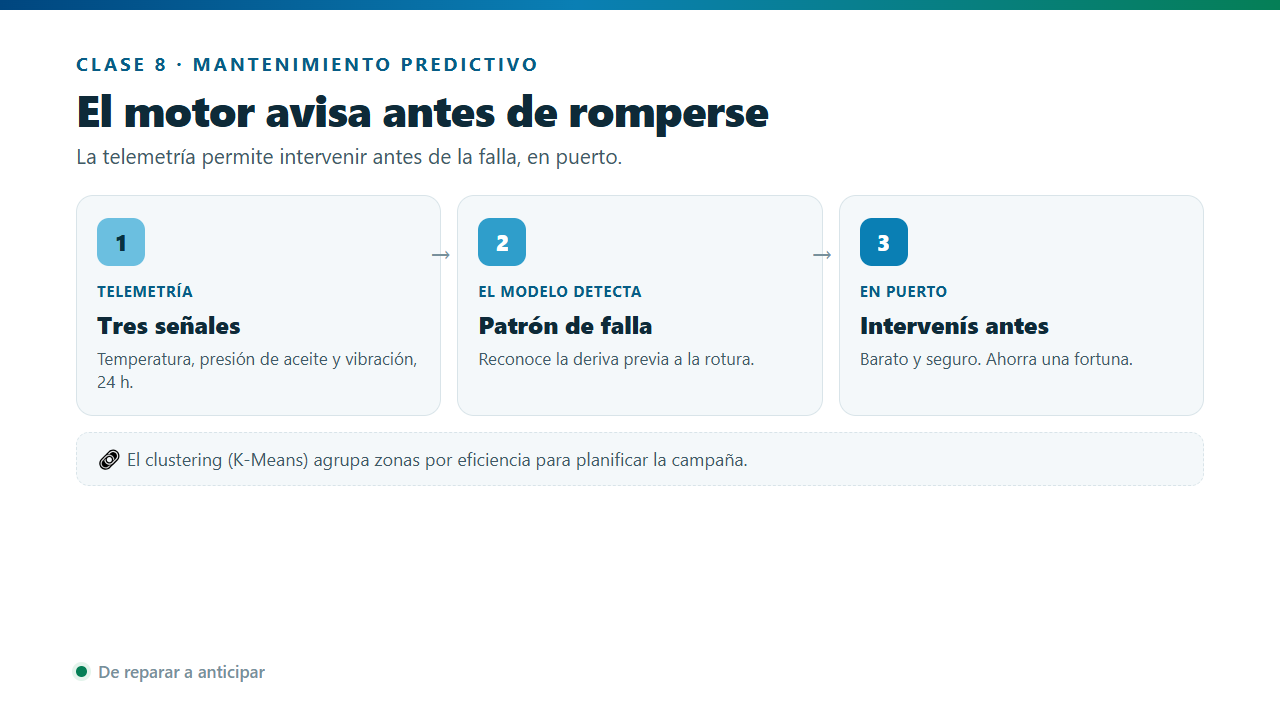 CLASE 8 · MANTENIMIENTO PREDICTIVO
El motor avisa antes de romperse
La telemetría permite intervenir antes de la falla, en puerto.
1
TELEMETRÍA
Tres señales
Temperatura, presión de aceite y vibración,
24 h.
→
2
EL MODELO DETECTA
Patrón de falla
Reconoce la deriva previa a la rotura.
→
3
EN PUERTO
Intervenís antes
Barato y seguro. Ahorra una fortuna.
El clustering (K-Means) agrupa zonas por eficiencia para planificar la campaña.
De reparar a anticipar